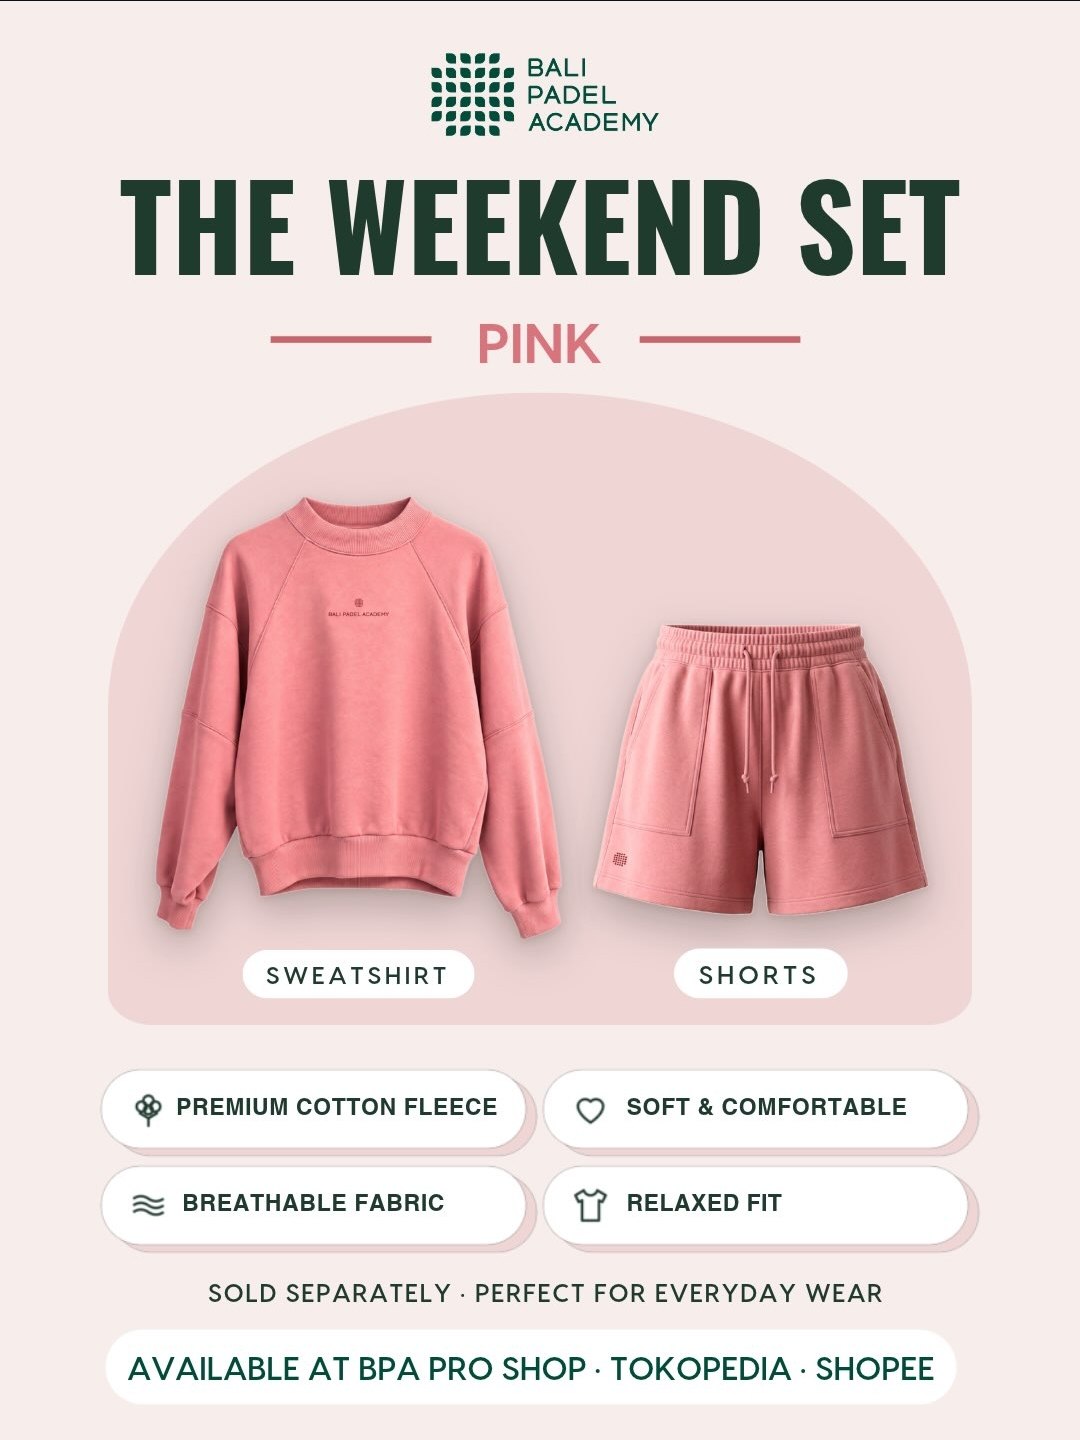 BALI
PADEL
ACADEMY
THE WEEKEND SET
PINK
BALI PADEL ACADEMY
SWEATSHIRT
SHORTS
PREMIUM COTTON FLEECE
SOFT & COMFORTABLE
BREATHABLE FABRIC
RELAXED FIT
SOLD SEPARATELY · PERFECT FOR EVERYDAY WEAR
AVAILABLE AT BPA PRO SHOP · TOKOPEDIA · SHOPEE